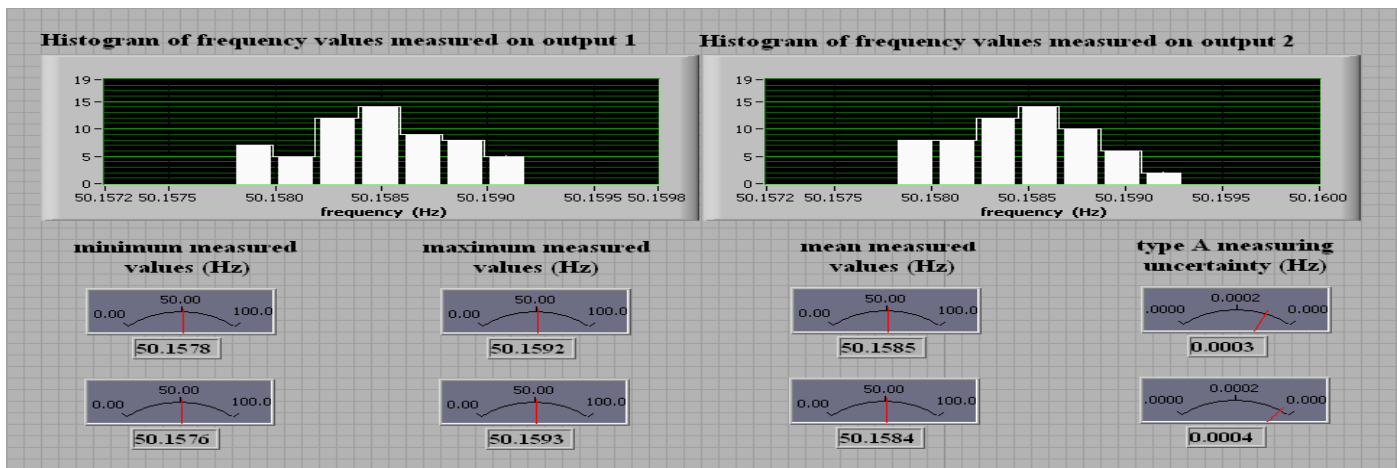 Histogram of frequency values measured on output 1
19
15
10
5
0
50.1572 50.1575 50.1580 50.1585 50.1590 50.1595 50.1598
frequency (Hz)
Histogram of frequency values measured on output 2
19
15
10
5
0
50.1572 50.1575 50.1580 50.1585 50.1590 50.1595 50.1600
frequency (Hz)
minimum measured
values (Hz)
maximum measured
values (Hz)
mean measured
values (Hz)
type A measuring
uncertainty (Hz)
0.00 50.00 100.0
50.1578
0.00 50.00 100.0
50.1592
0.00 50.00 100.0
50.1585
.0000 0.0002 0.000
0.0003
0.00 50.00 100.0
50.1576
0.00 50.00 100.0
50.1593
0.00 50.00 100.0
50.1584
.0000 0.0002 0.000
0.0004